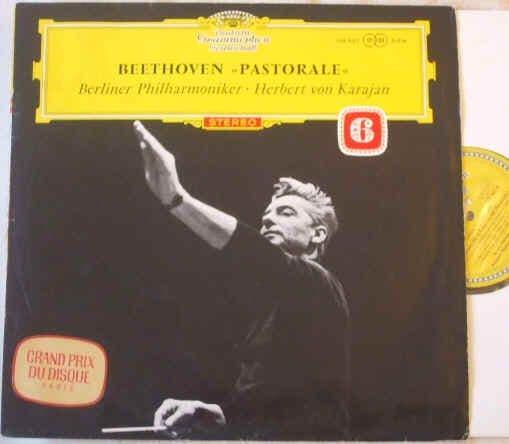 Deutsche
Grammophon
Gesellschaft
BEETHOVEN »PASTORALE«
Berliner Philharmoniker · Herbert von Karajan
STEREO
6
GRAND PRIX
DU DISQUE
PARIS